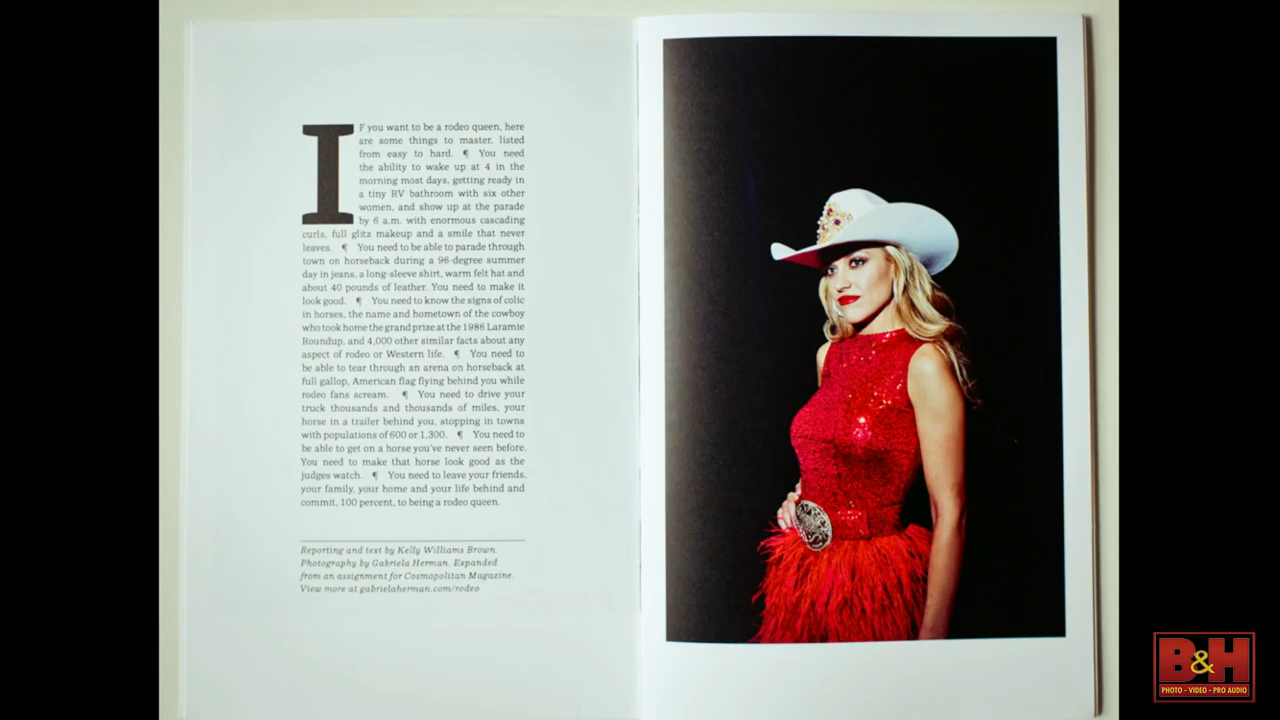 IF you want to be a rodeo queen, here
are some things to master, listed
from easy to hard. ¶ You need
the ability to wake up at 4 in the
morning most days, getting ready in
a tiny RV bathroom with six other
women, and show up at the parade
by 6 a.m. with enormous cascading
curls, full glitz makeup and a smile that never
leaves. ¶ You need to be able to parade through
town on horseback during a 96-degree summer
day in jeans, a long-sleeve shirt, warm felt hat and
about 40 pounds of leather. You need to make it
look good. ¶ You need to know the signs of colic
in horses, the name and hometown of the cowboy
who took home the grand prize at the 1986 Laramie
Roundup, and 4,000 other similar facts about any
aspect of rodeo or Western life. ¶ You need to
be able to tear through an arena on horseback at
full gallop, American flag flying behind you while
rodeo fans scream. ¶ You need to drive your
truck thousands and thousands of miles, your
horse in a trailer behind you, stopping in towns
with populations of 600 or 1,300. ¶ You need to
be able to get on a horse you've never seen before.
You need to make that horse look good as the
judges watch. ¶ You need to leave your friends,
your family, your home and your life behind and
commit, 100 percent, to being a rodeo queen.
Reporting and text by Kelly Williams Brown.
Photography by Gabriela Herman. Expanded
from an assignment for Cosmopolitan Magazine.
View more at gabrielaherman.com/rodeo
B&H
PHOTO - VIDEO - PRO AUDIO